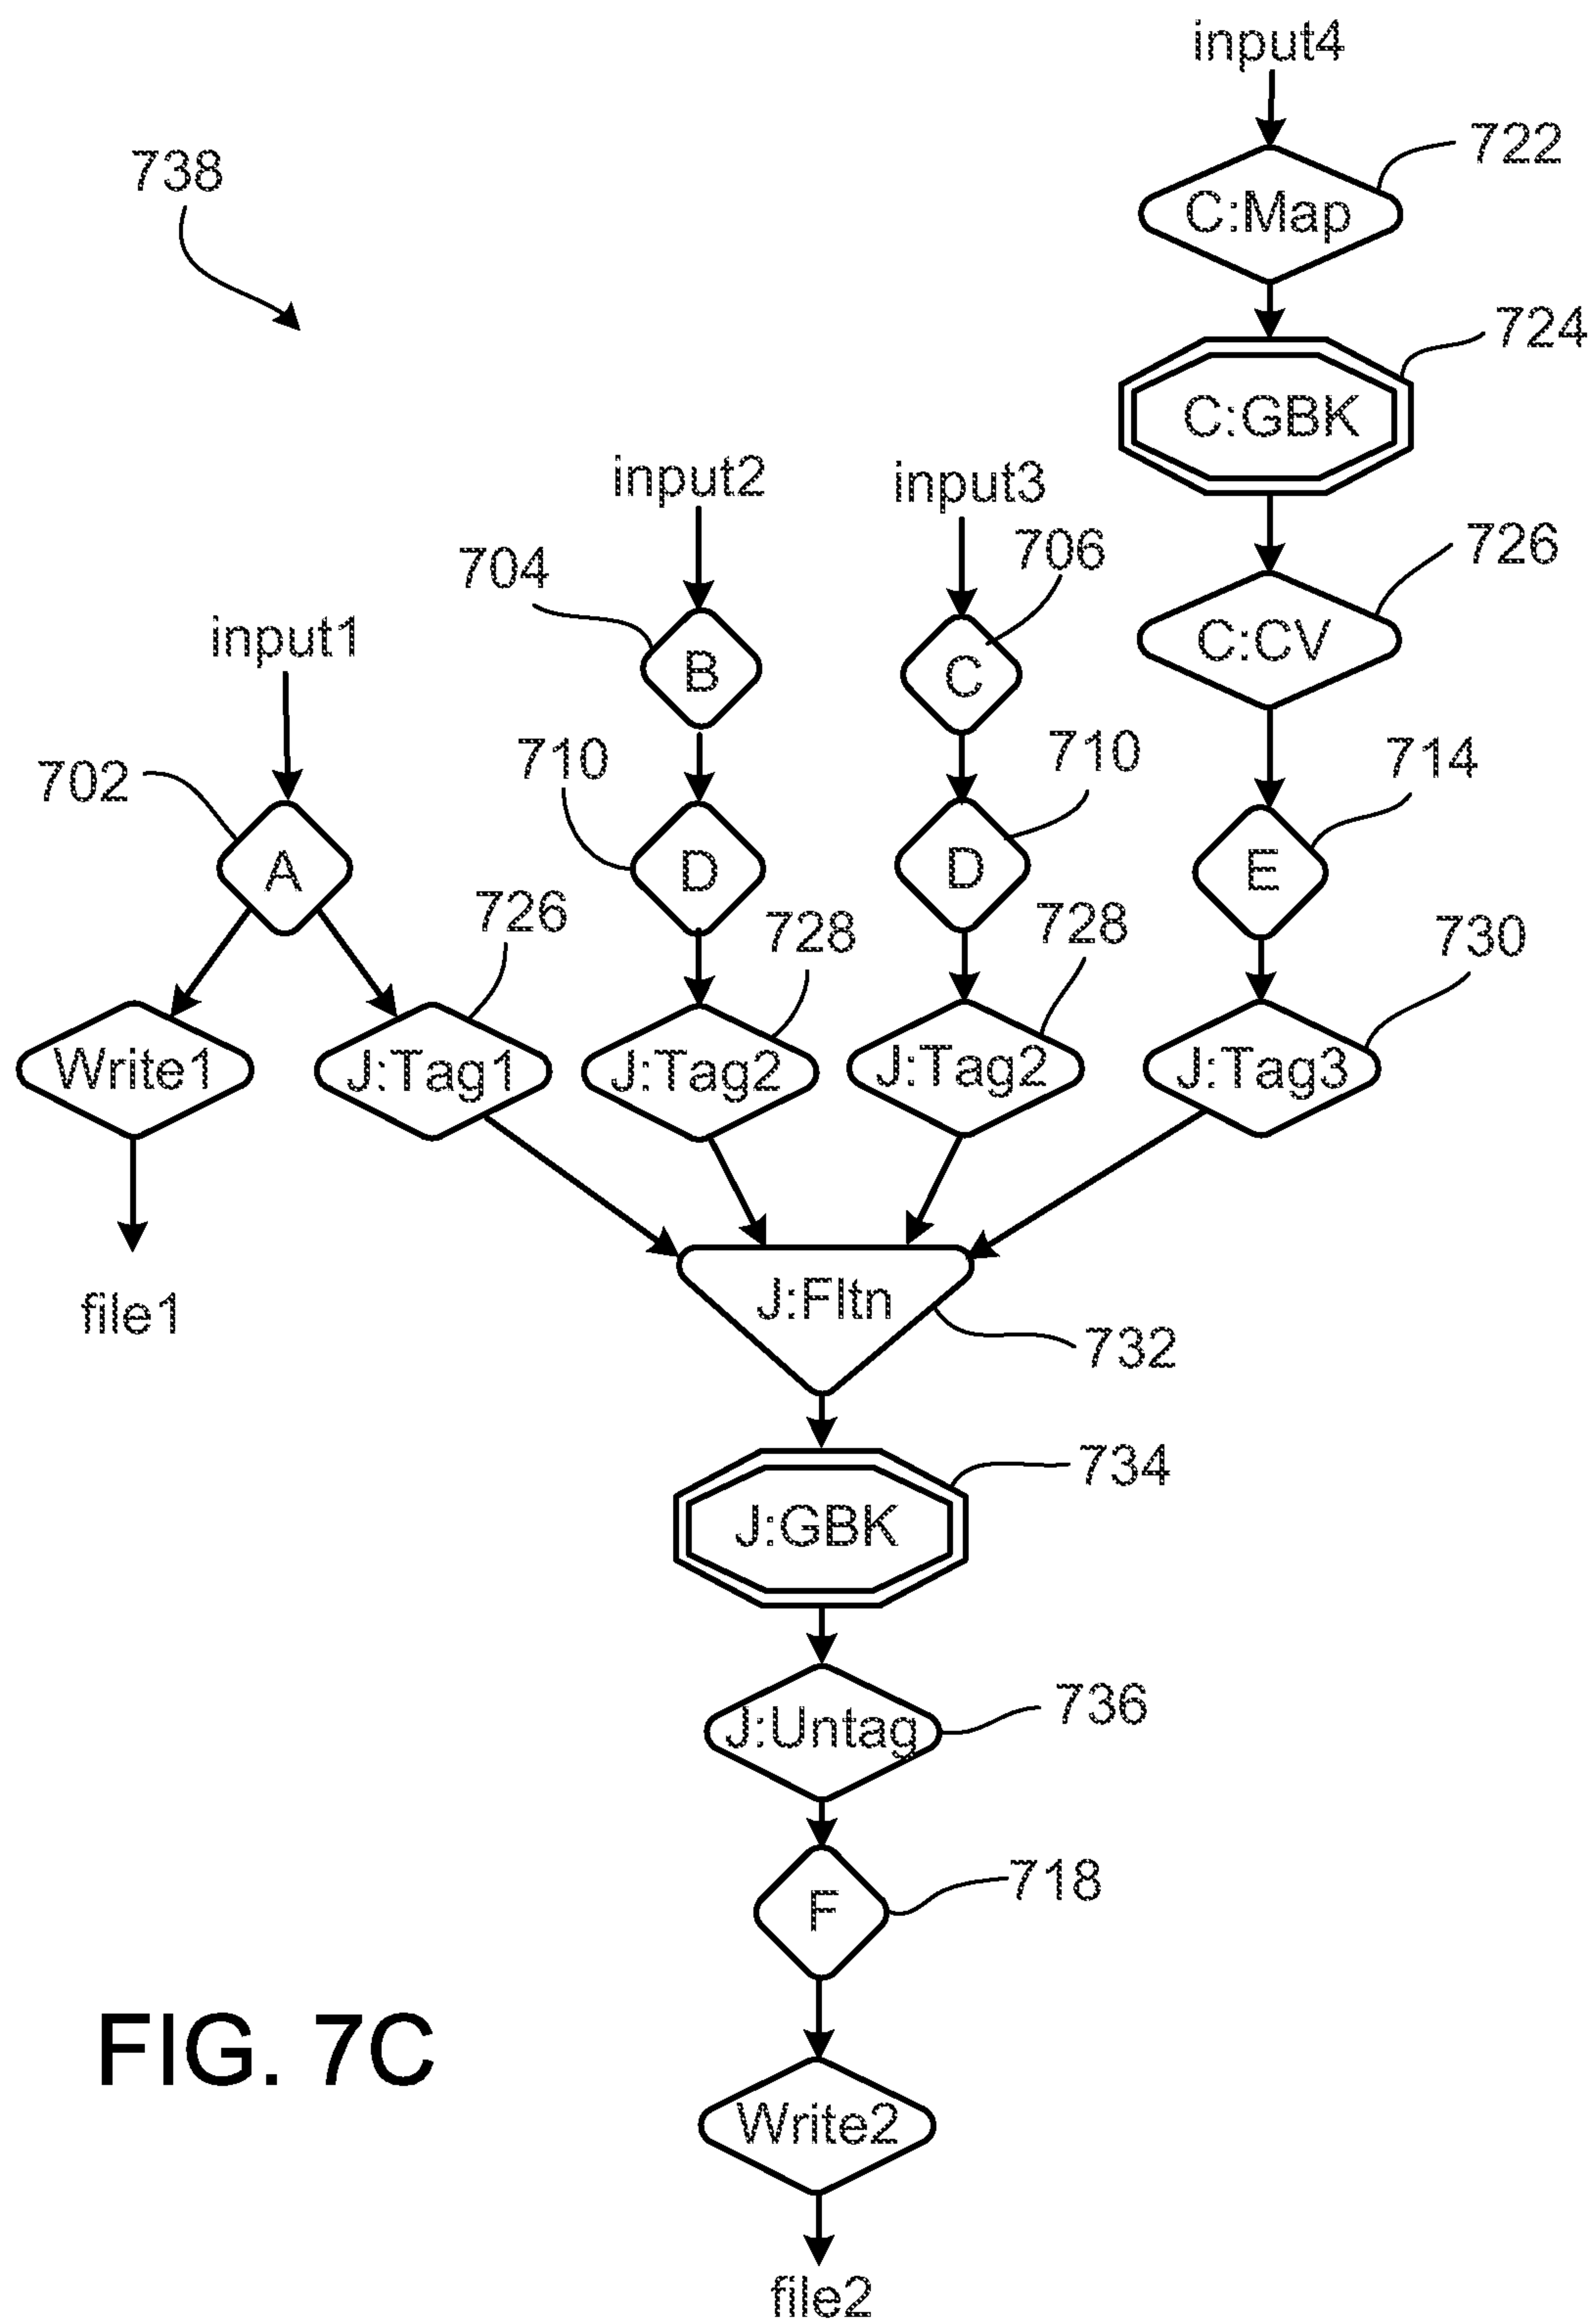 input4
722
738
C:Map
724
C:GBK
input2
input3
704
706
726
input1
B
C:CV
C
702
710
710
714
A
D
D
E
726
728
728
730
Write1
J:Tag1
J:Tag2
J:Tag2
J:Tag3
file1
J:Fltn
732
734
J:GBK
736
J:Untag
718
F
FIG. 7C
Write2
file2